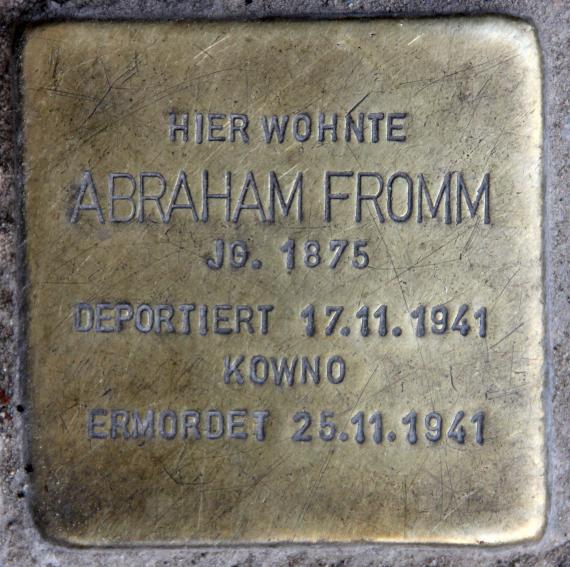 HIER WOHNTE
ABRAHAM FROMM
JG. 1875
DEPORTIERT 17.11.1941
KOWNO
ERMORDET 25.11.1941